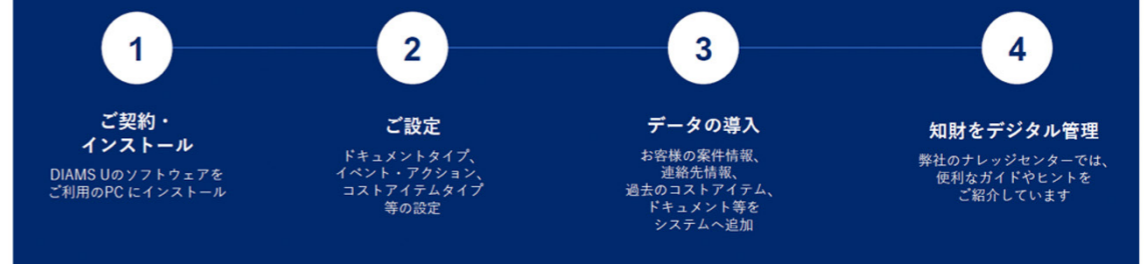 1
ご契約・
インストール
DIAMS Uのソフトウェアを
ご利用のPC にインストール
2
ご設定
ドキュメントタイプ、
イベント・アクション、
コストアイテムタイプ
等の設定
3
データの導入
お客様の案件情報、
連絡先情報、
過去のコストアイテム、
ドキュメント等を
システムへ追加
4
知財をデジタル管理
弊社のナレッジセンターでは、
便利なガイドやヒントを
ご紹介しています